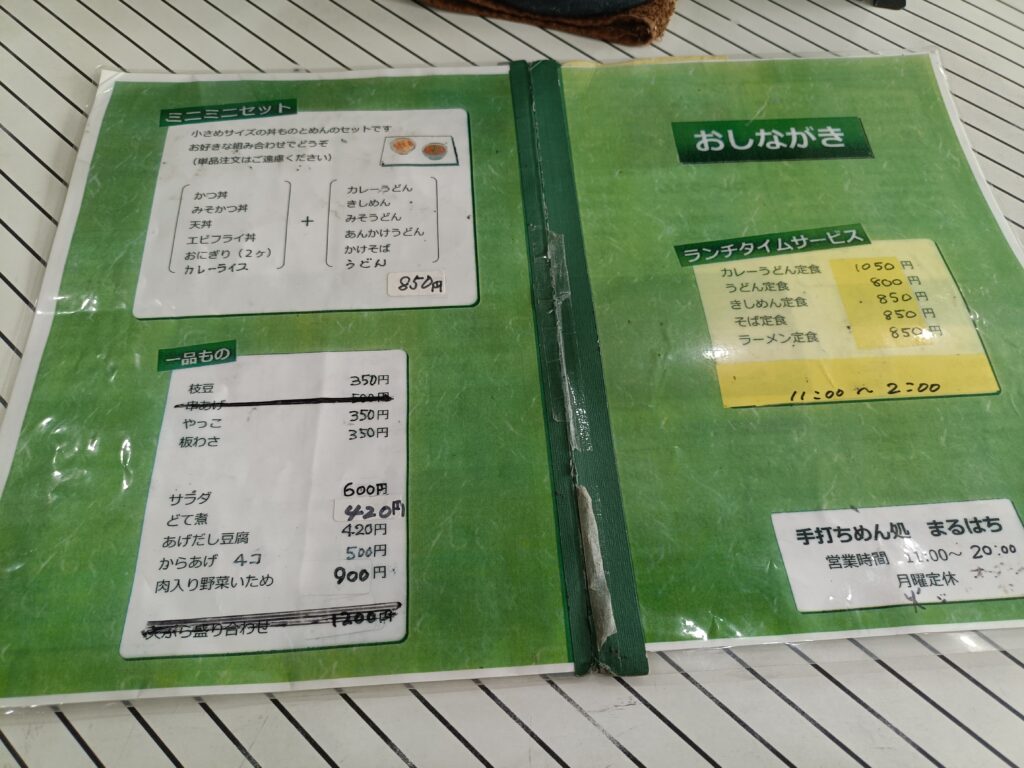 ミニミニセット
小さめサイズの丼ものとめんのセットです
お好きな組み合わせでどうぞ
(単品注文はご遠慮ください)
かつ丼
みそかつ丼
天丼
エビフライ丼
おにぎり(2ヶ)
カレーライス
+
カレーうどん
きしめん
みそうどん
あんかけうどん
かけそば
うどん
850円
一品もの
枝豆 350円
串あげ 500円
やっこ 350円
板わさ 350円
サラダ 600円
どて煮 420円
あげだし豆腐 420円
からあげ 4コ 500円
肉入り野菜いため 900円
天ぷら盛り合わせ 1200円
おしながき
ランチタイムサービス
カレーうどん定食 1050円
うどん定食 800円
きしめん定食 850円
そば定食 850円
ラーメン定食 850円
11:00~2:00
手打ちめん処 まるはち
営業時間 11:00~20:00
月曜定休